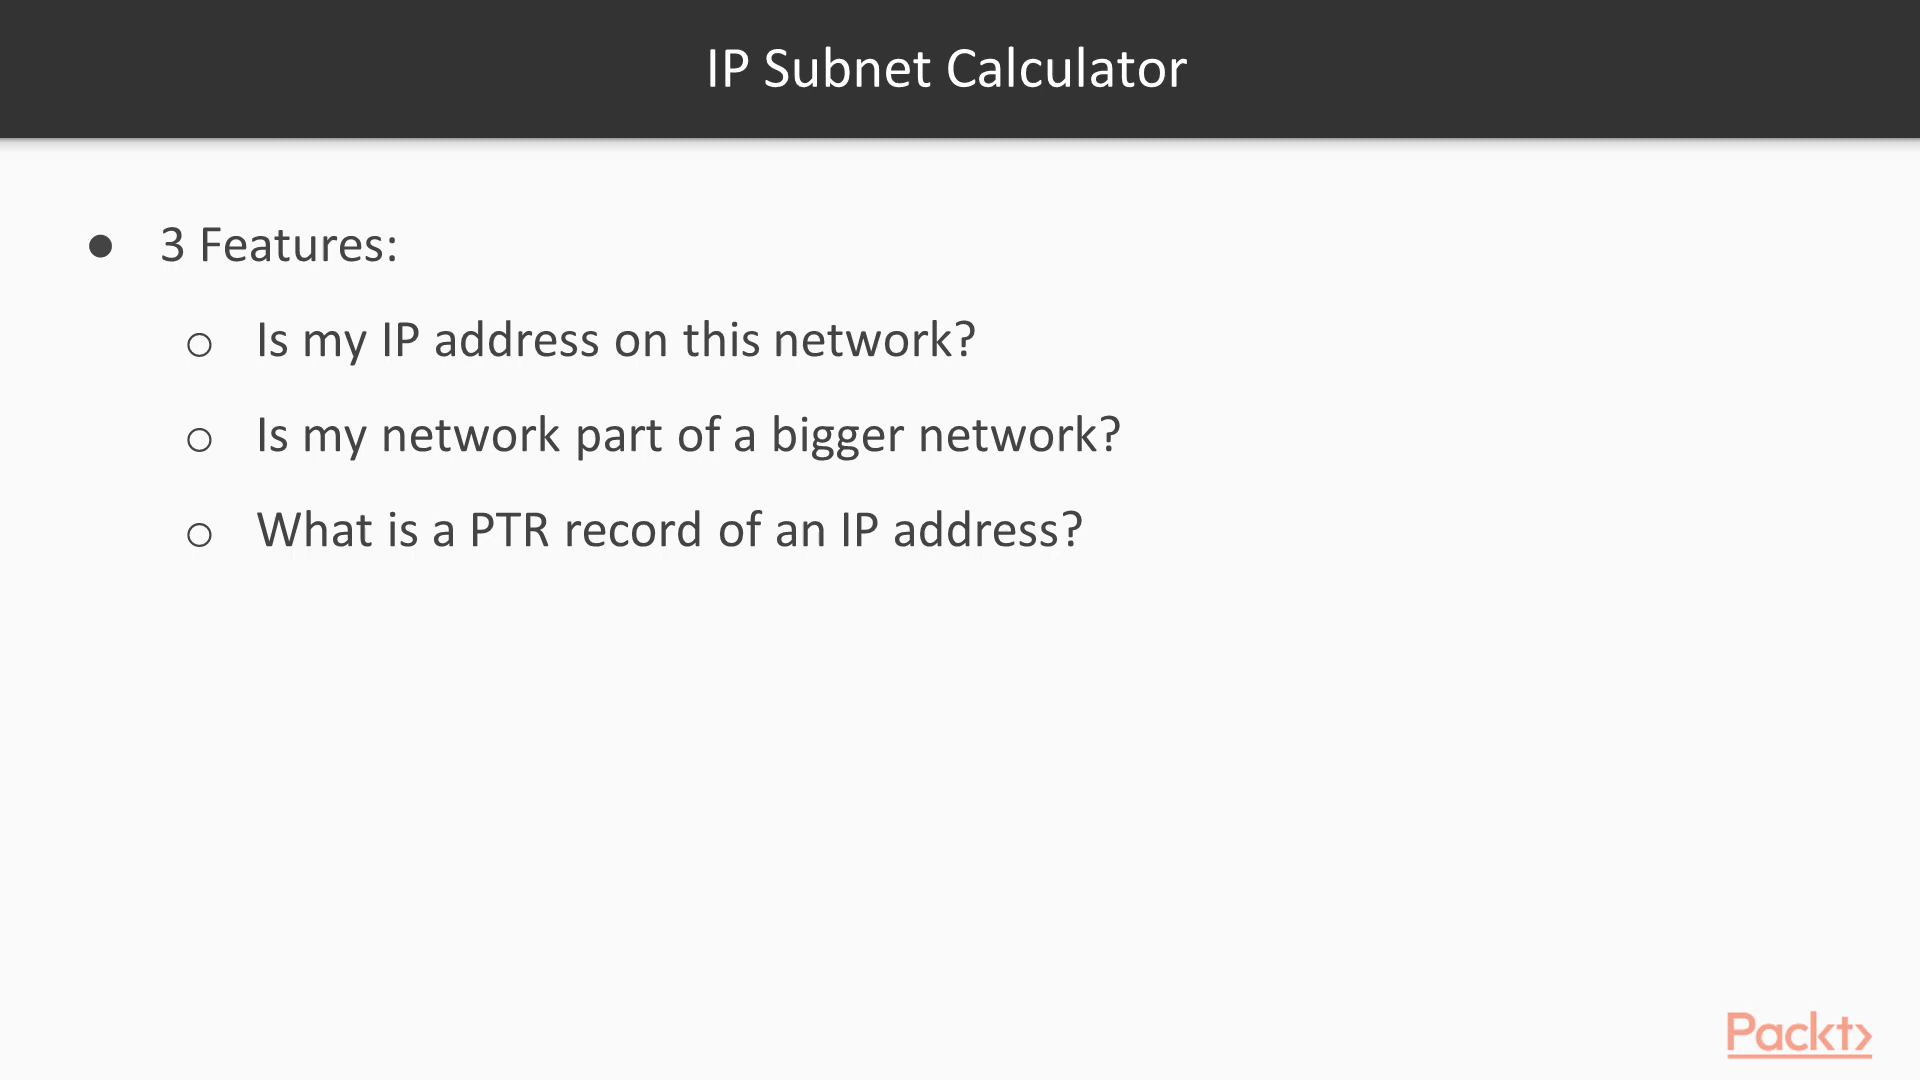 IP Subnet Calculator
● 3 Features:
○ Is my IP address on this network?
○ Is my network part of a bigger network?
○ What is a PTR record of an IP address?
Packt>